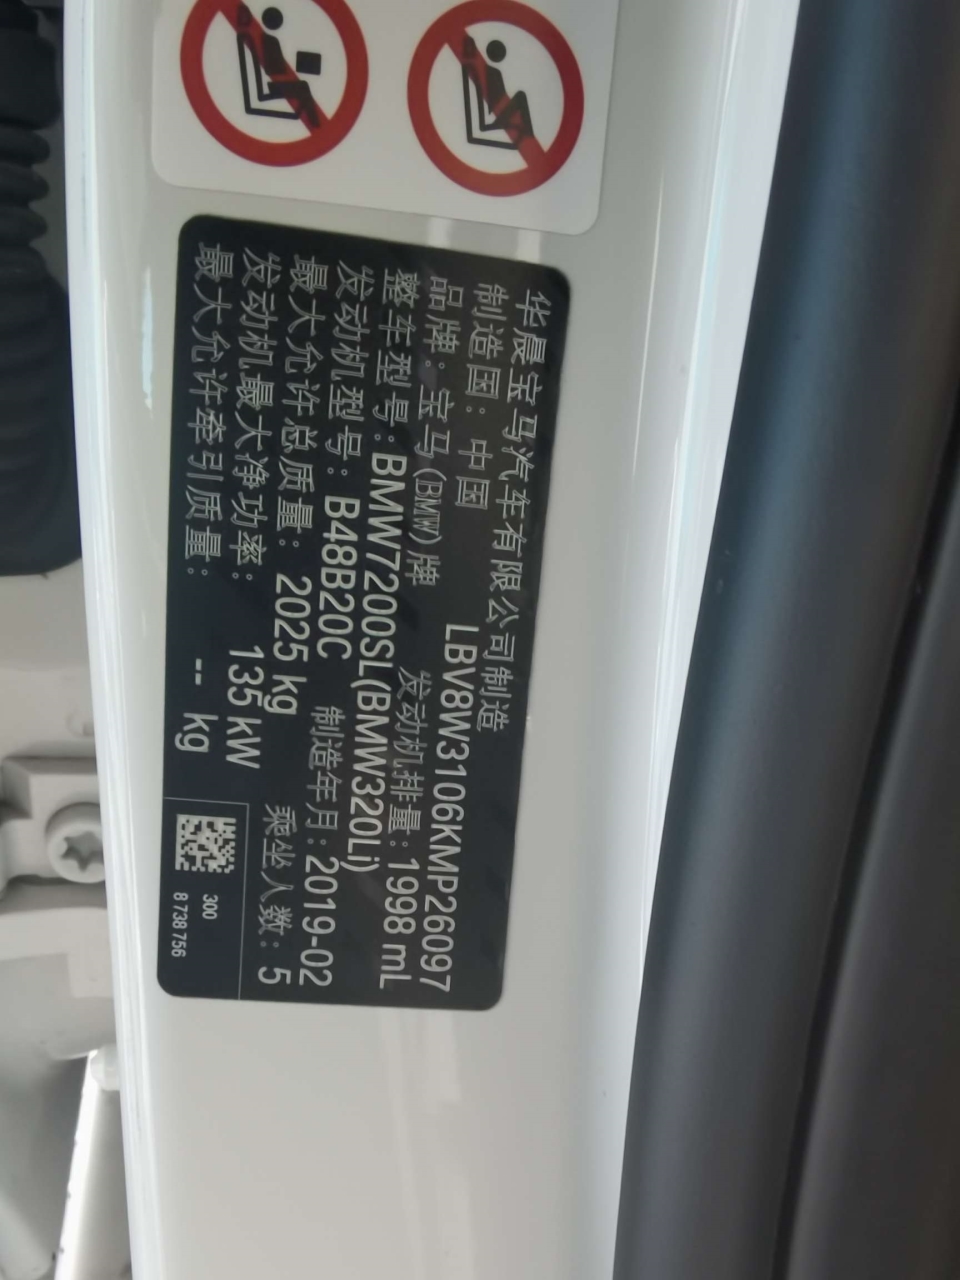 华晨宝马汽车有限公司制造
制造国：中国 LBV8W3106KMP26097
品牌：宝马(BMW)牌 发动机排量：1998 mL
整车型号：BMW7200SL(BMW320Li)
发动机型号：B48B20C 制造年月：2019-02
最大允许总质量：2025 kg 乘坐人数：5
发动机最大净功率：135 kW
最大允许牵引质量：-- kg
300
8 738 756